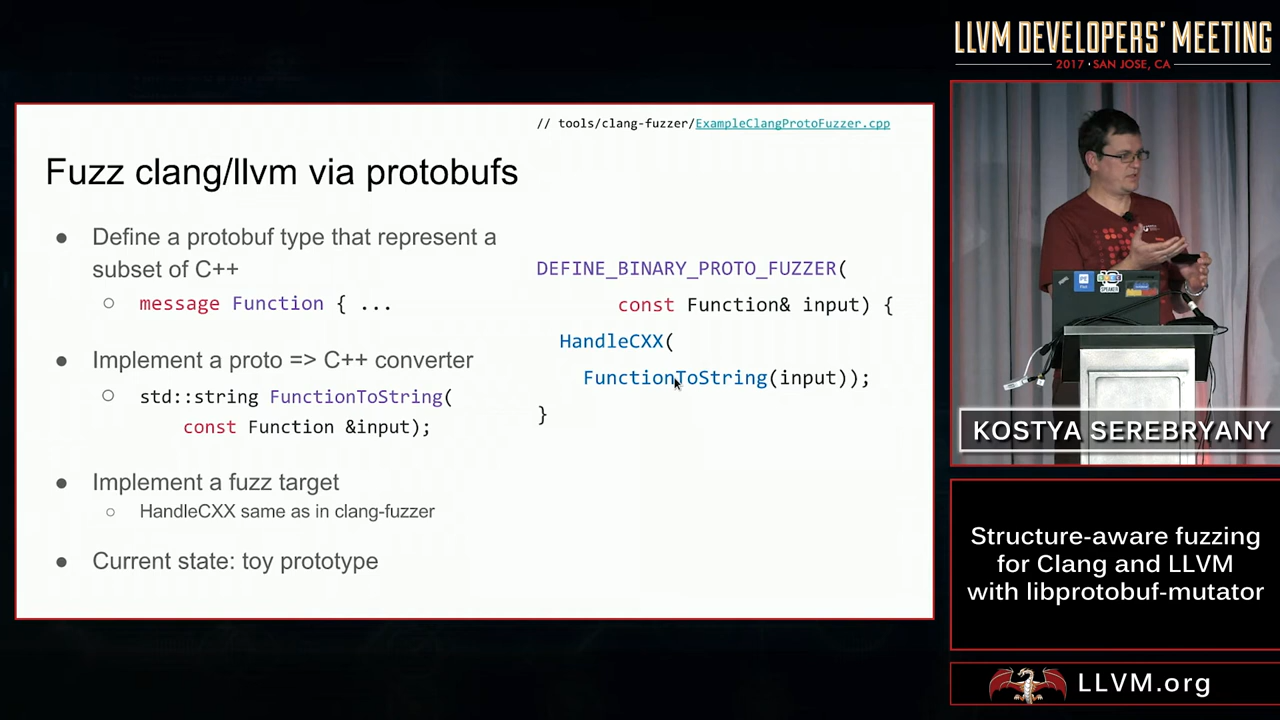 LLVM DEVELOPERS' MEETING
2017 · SAN JOSE, CA
// tools/clang-fuzzer/ExampleClangProtoFuzzer.cpp
Fuzz clang/llvm via protobufs
● Define a protobuf type that represent a
subset of C++
○ message Function { ...
● Implement a proto => C++ converter
○ std::string FunctionToString(
const Function &input);
● Implement a fuzz target
○ HandleCXX same as in clang-fuzzer
● Current state: toy prototype
DEFINE_BINARY_PROTO_FUZZER(
const Function& input) {
HandleCXX(
FunctionToString(input));
}
SPEAKER
KOSTYA SEREBRYANY
Structure-aware fuzzing
for Clang and LLVM
with libprotobuf-mutator
LLVM.org